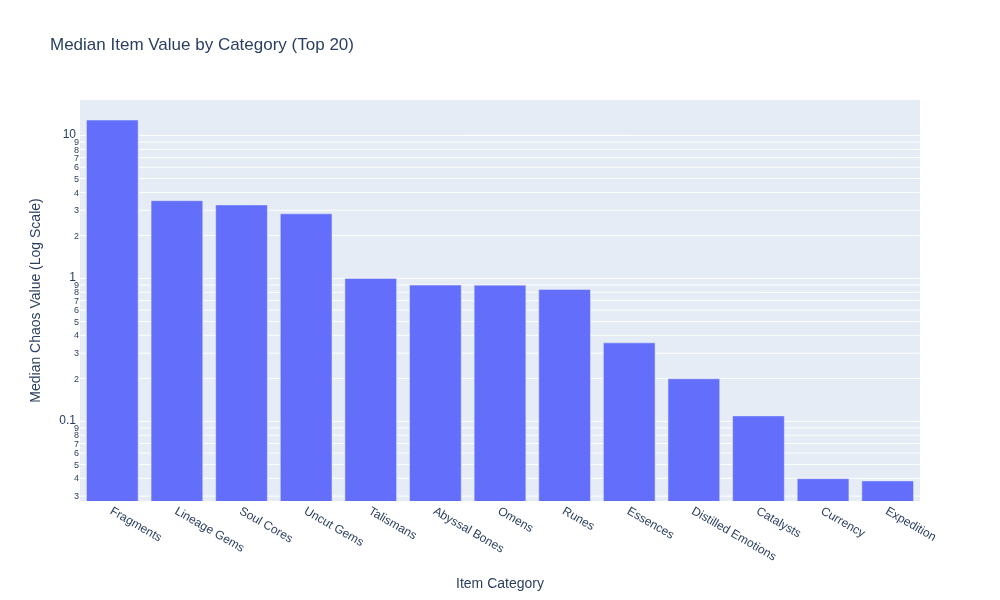 Median Item Value by Category (Top 20)
Median Chaos Value (Log Scale)
10
9
8
7
6
5
4
3
2
1
9
8
7
6
5
4
3
2
0.1
9
8
7
6
5
4
3
Fragments
Lineage Gems
Soul Cores
Uncut Gems
Talismans
Abyssal Bones
Omens
Runes
Essences
Distilled Emotions
Catalysts
Currency
Expedition
Item Category